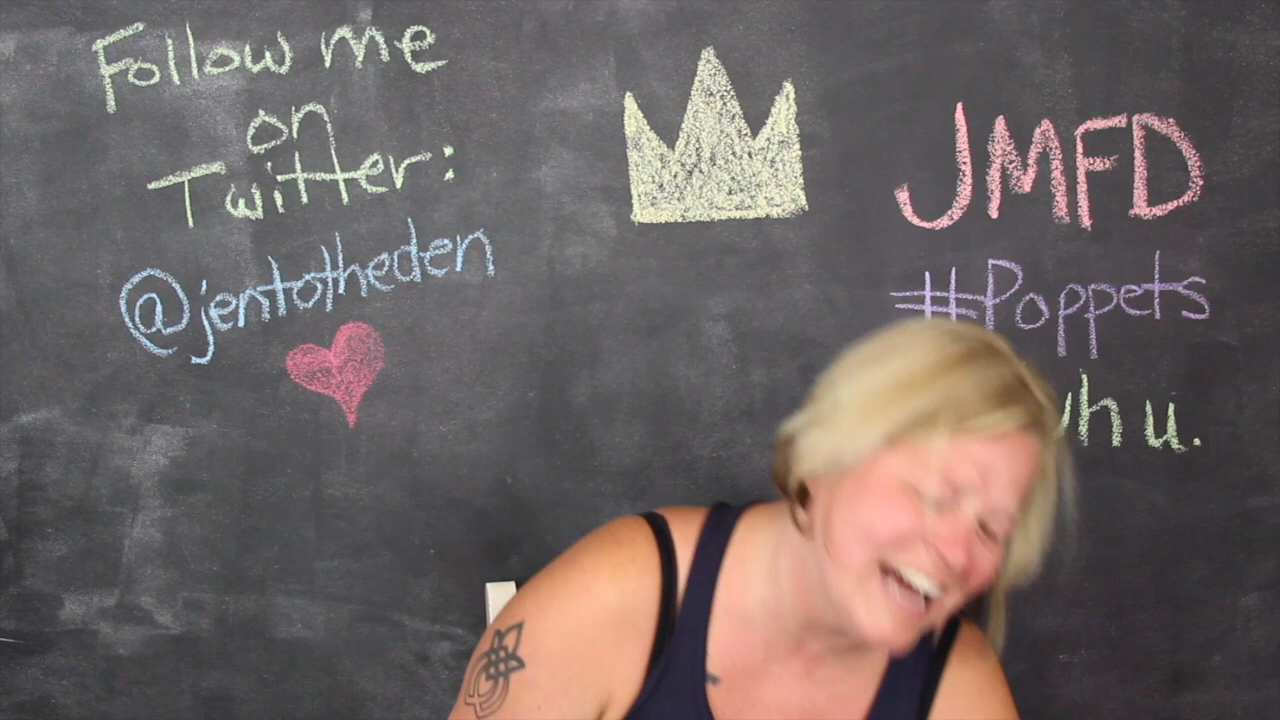 Follow me
on
Twitter:
@jentotheden
JMFD
#Poppets
u.